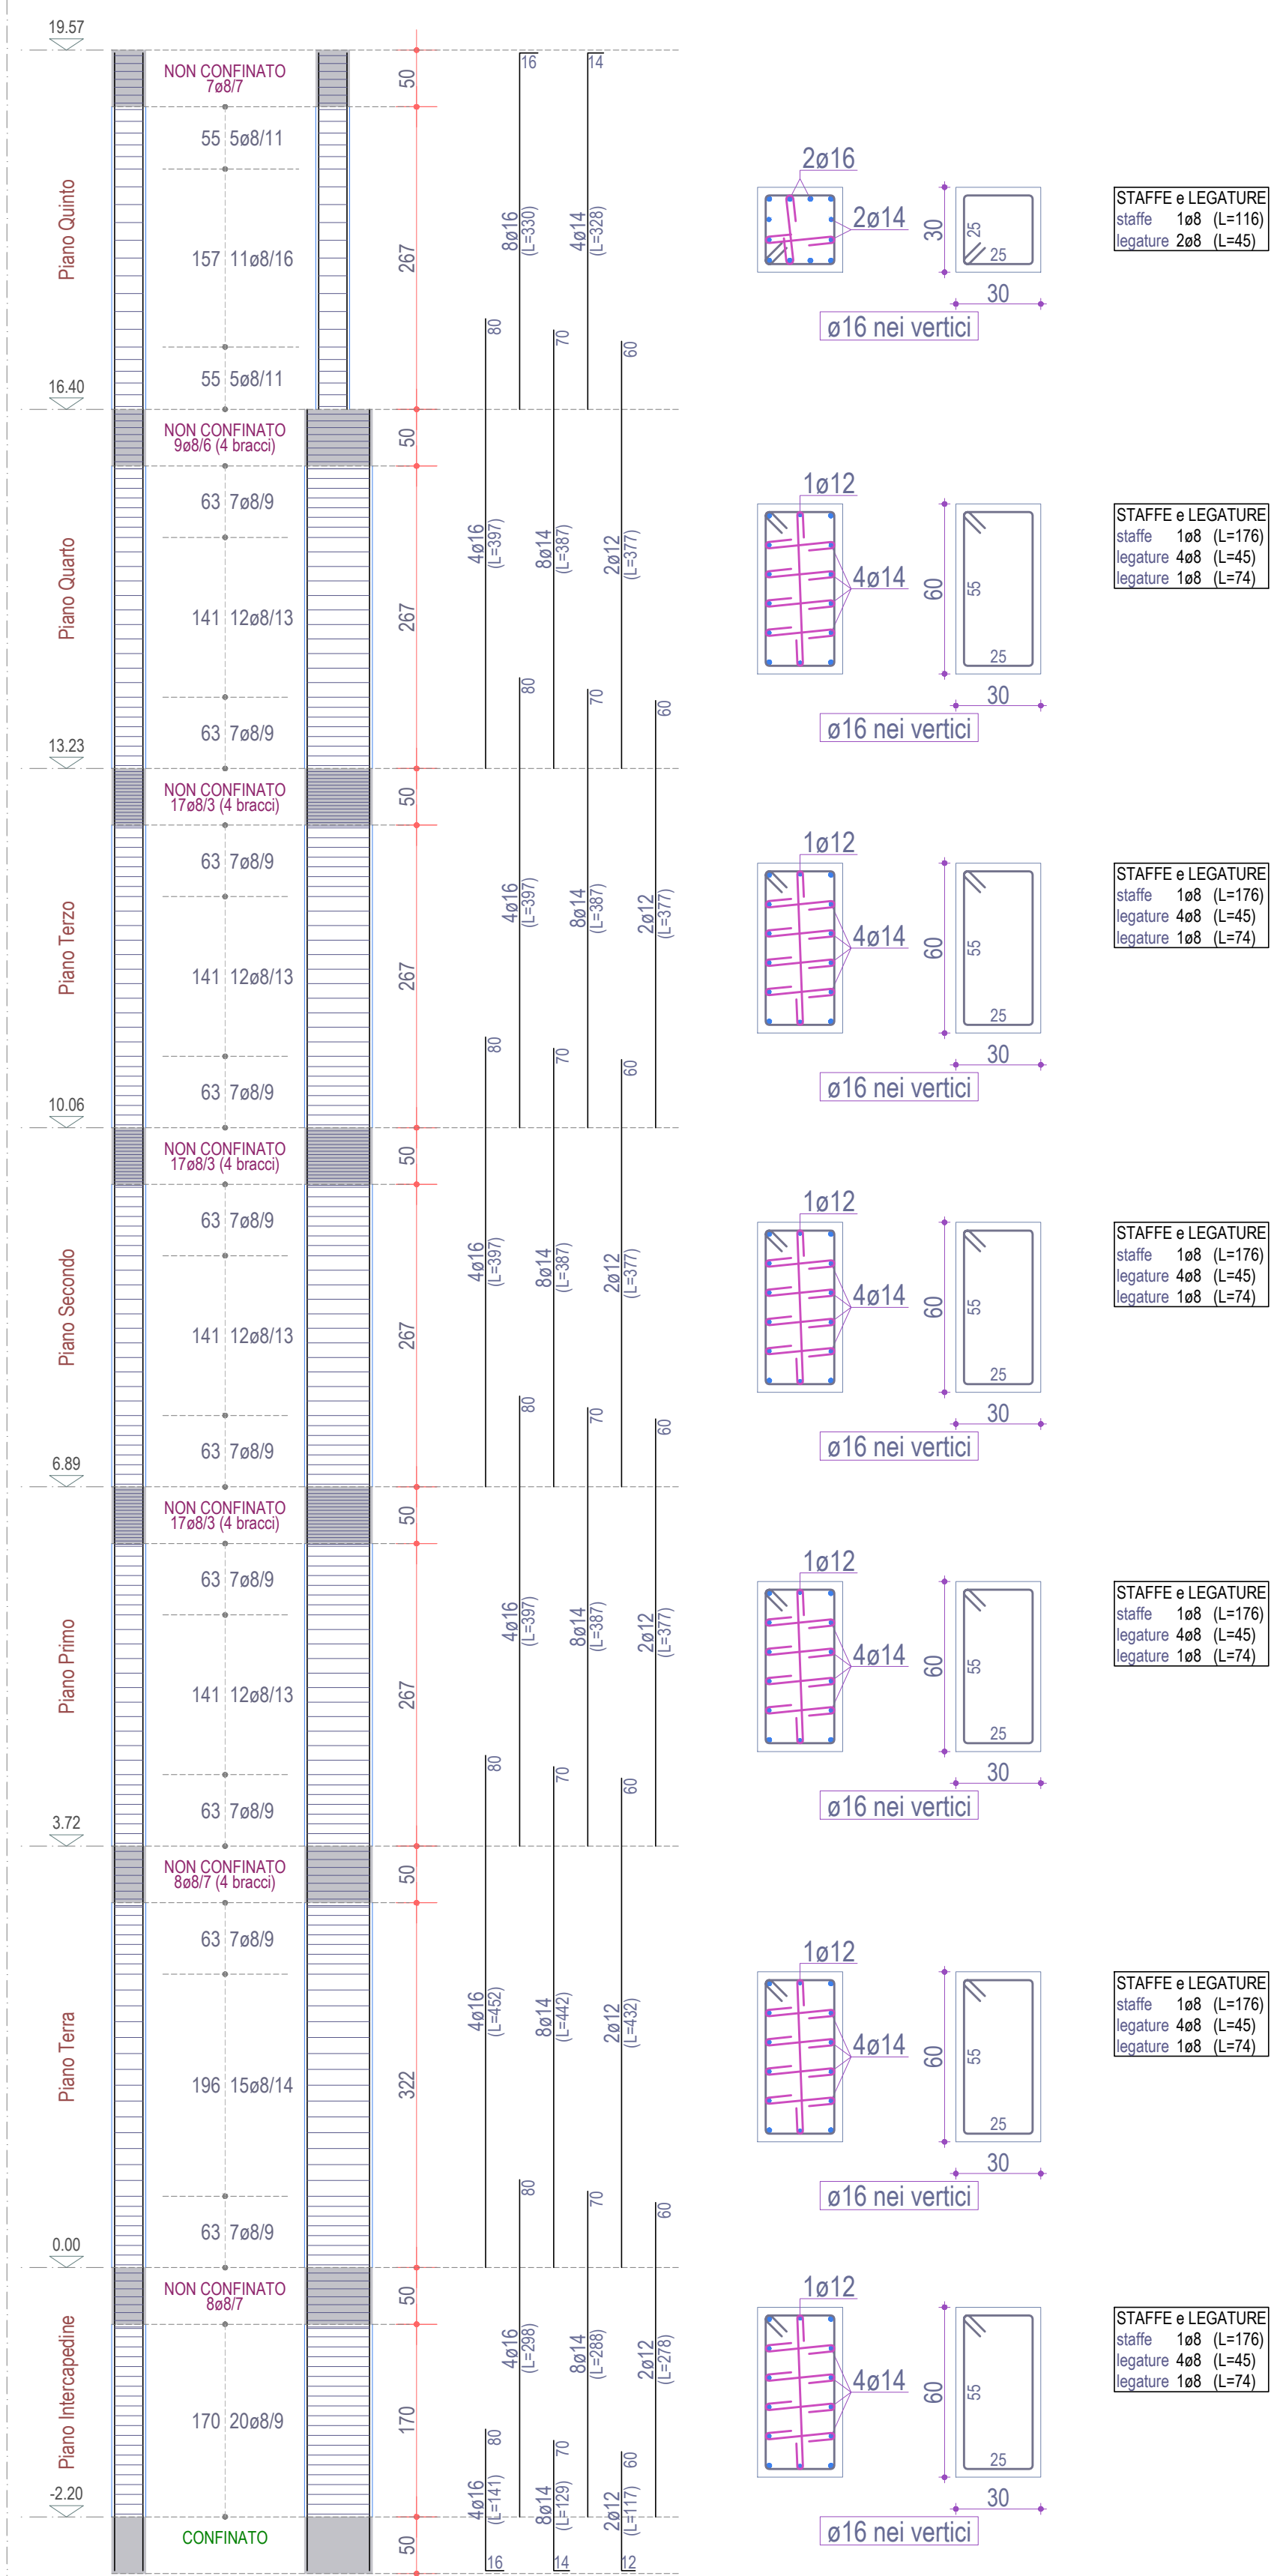 19.57
NON CONFINATO
7ø8/7
50
16
14
55 5ø8/11
Piano Quinto
157 11ø8/16
267
8ø16
(L=330)
4ø14
(L=328)
80
70
60
55 5ø8/11
2ø16
2ø14
30
25
25
30
ø16 nei vertici
STAFFE e LEGATURE
staffe 1ø8 (L=116)
legature 2ø8 (L=45)
16.40
NON CONFINATO
9ø8/6 (4 bracci)
50
63 7ø8/9
Piano Quarto
141 12ø8/13
267
4ø16
(L=397)
8ø14
(L=387)
2ø12
(L=377)
80
70
60
63 7ø8/9
1ø12
4ø14
60
55
25
30
ø16 nei vertici
STAFFE e LEGATURE
staffe 1ø8 (L=176)
legature 4ø8 (L=45)
legature 1ø8 (L=74)
13.23
NON CONFINATO
17ø8/3 (4 bracci)
50
63 7ø8/9
Piano Terzo
141 12ø8/13
267
4ø16
(L=397)
8ø14
(L=387)
2ø12
(L=377)
80
70
60
63 7ø8/9
1ø12
4ø14
60
55
25
30
ø16 nei vertici
STAFFE e LEGATURE
staffe 1ø8 (L=176)
legature 4ø8 (L=45)
legature 1ø8 (L=74)
10.06
NON CONFINATO
17ø8/3 (4 bracci)
50
63 7ø8/9
Piano Secondo
141 12ø8/13
267
4ø16
(L=397)
8ø14
(L=387)
2ø12
(L=377)
80
70
60
63 7ø8/9
1ø12
4ø14
60
55
25
30
ø16 nei vertici
STAFFE e LEGATURE
staffe 1ø8 (L=176)
legature 4ø8 (L=45)
legature 1ø8 (L=74)
6.89
NON CONFINATO
17ø8/3 (4 bracci)
50
63 7ø8/9
Piano Primo
141 12ø8/13
267
4ø16
(L=397)
8ø14
(L=387)
2ø12
(L=377)
80
70
60
63 7ø8/9
1ø12
4ø14
60
55
25
30
ø16 nei vertici
STAFFE e LEGATURE
staffe 1ø8 (L=176)
legature 4ø8 (L=45)
legature 1ø8 (L=74)
3.72
NON CONFINATO
8ø8/7 (4 bracci)
50
63 7ø8/9
Piano Terra
196 15ø8/14
322
4ø16
(L=452)
8ø14
(L=442)
2ø12
(L=432)
80
70
60
63 7ø8/9
1ø12
4ø14
60
55
25
30
ø16 nei vertici
STAFFE e LEGATURE
staffe 1ø8 (L=176)
legature 4ø8 (L=45)
legature 1ø8 (L=74)
0.00
NON CONFINATO
8ø8/7
50
Piano Intercapedine
170 20ø8/9
170
4ø16
(L=298)
8ø14
(L=288)
2ø12
(L=278)
80
70
60
4ø16
(L=141)
8ø14
(L=129)
2ø12
(L=117)
1ø12
4ø14
60
55
25
30
ø16 nei vertici
STAFFE e LEGATURE
staffe 1ø8 (L=176)
legature 4ø8 (L=45)
legature 1ø8 (L=74)
-2.20
CONFINATO
50
16
14
12